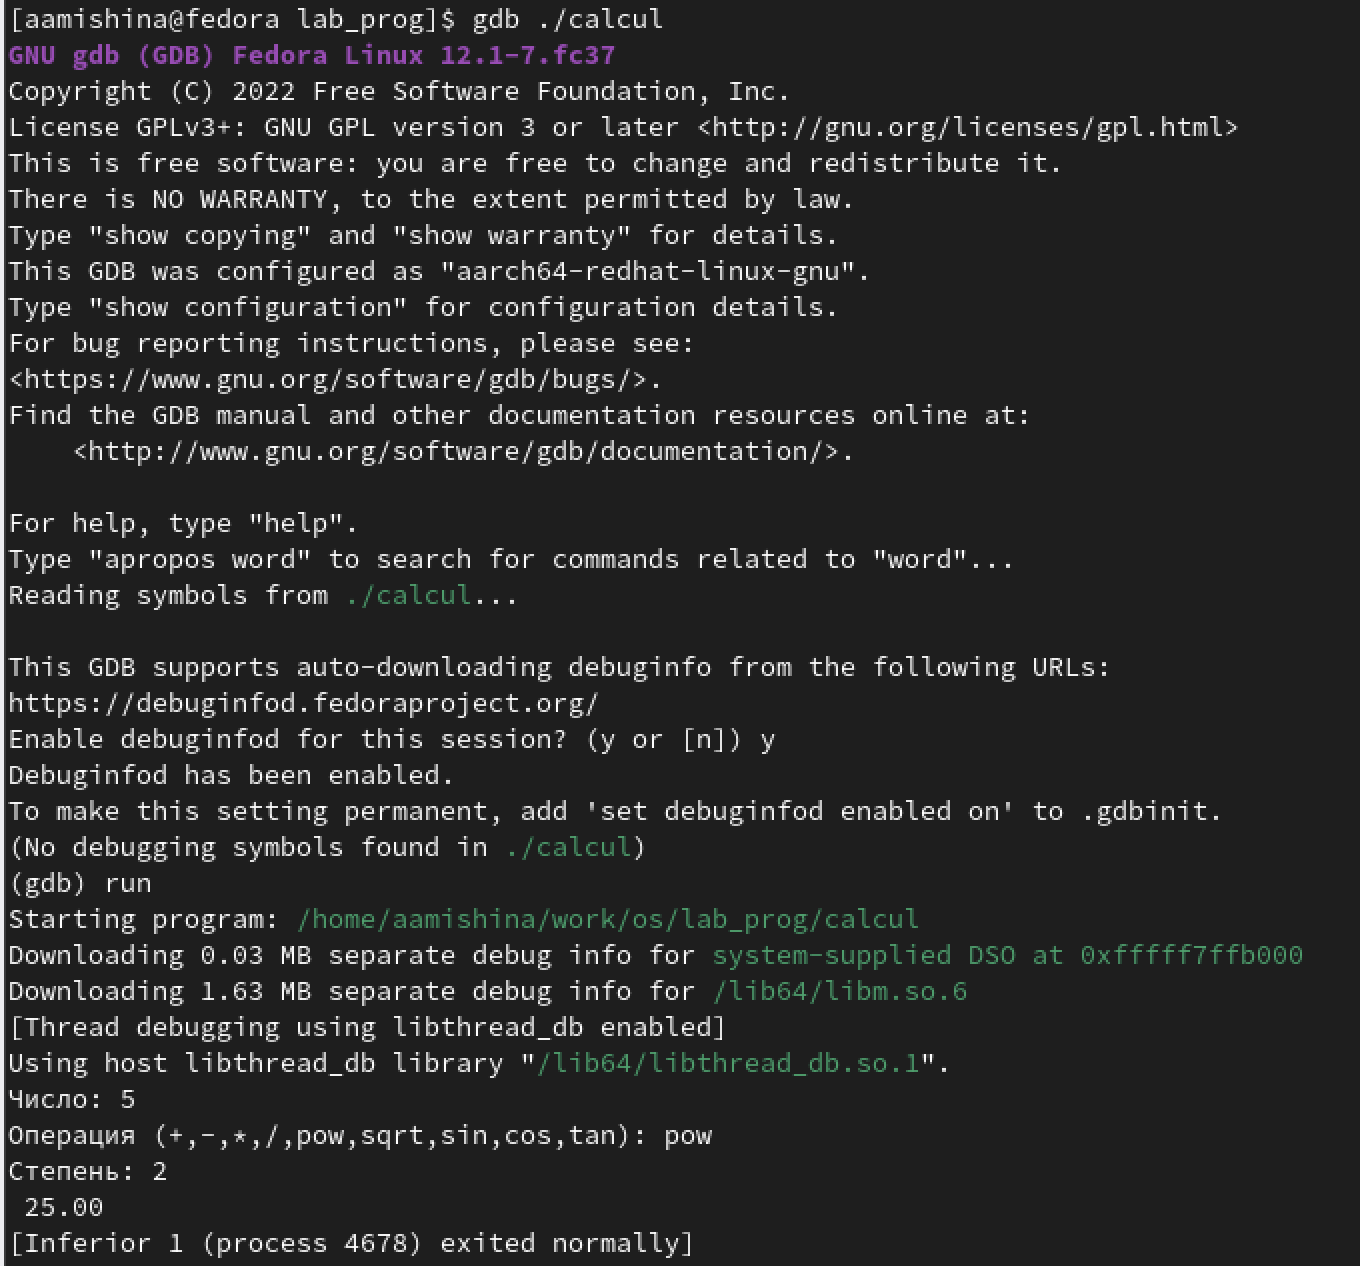 [aamishina@fedora lab_prog]$ gdb ./calcul
GNU gdb (GDB) Fedora Linux 12.1-7.fc37
Copyright (C) 2022 Free Software Foundation, Inc.
License GPLv3+: GNU GPL version 3 or later <http://gnu.org/licenses/gpl.html>
This is free software: you are free to change and redistribute it.
There is NO WARRANTY, to the extent permitted by law.
Type "show copying" and "show warranty" for details.
This GDB was configured as "aarch64-redhat-linux-gnu".
Type "show configuration" for configuration details.
For bug reporting instructions, please see:
<https://www.gnu.org/software/gdb/bugs/>.
Find the GDB manual and other documentation resources online at:
    <http://www.gnu.org/software/gdb/documentation/>.

For help, type "help".
Type "apropos word" to search for commands related to "word"...
Reading symbols from ./calcul...

This GDB supports auto-downloading debuginfo from the following URLs:
https://debuginfod.fedoraproject.org/
Enable debuginfod for this session? (y or [n]) y
Debuginfod has been enabled.
To make this setting permanent, add 'set debuginfod enabled on' to .gdbinit.
(No debugging symbols found in ./calcul)
(gdb) run
Starting program: /home/aamishina/work/os/lab_prog/calcul
Downloading 0.03 MB separate debug info for system-supplied DSO at 0xfffff7ffb000
Downloading 1.63 MB separate debug info for /lib64/libm.so.6
[Thread debugging using libthread_db enabled]
Using host libthread_db library "/lib64/libthread_db.so.1".
Число: 5
Операция (+,-,*,/,pow,sqrt,sin,cos,tan): pow
Степень: 2
 25.00
[Inferior 1 (process 4678) exited normally]